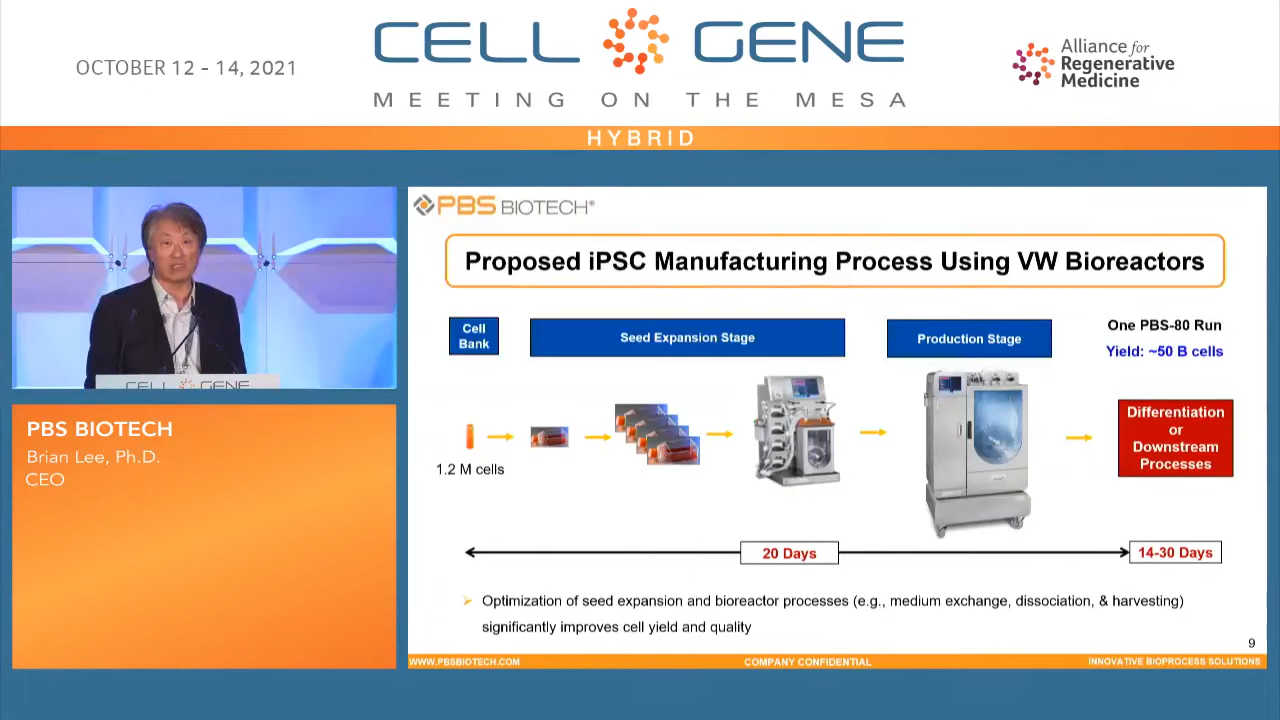 OCTOBER 12 - 14, 2021
CELL GENE
MEETING ON THE MESA
Alliance for
Regenerative
Medicine
HYBRID
CELL GENE
PBS BIOTECH
Brian Lee, Ph.D.
CEO
PBS BIOTECH®
Proposed iPSC Manufacturing Process Using VW Bioreactors
Cell
Bank
Seed Expansion Stage
Production Stage
One PBS-80 Run
Yield: ~50 B cells
1.2 M cells
Differentiation
or
Downstream
Processes
20 Days
14-30 Days
Optimization of seed expansion and bioreactor processes (e.g., medium exchange, dissociation, & harvesting)
significantly improves cell yield and quality
9
WWW.PBSBIOTECH.COM
COMPANY CONFIDENTIAL
INNOVATIVE BIOPROCESS SOLUTIONS